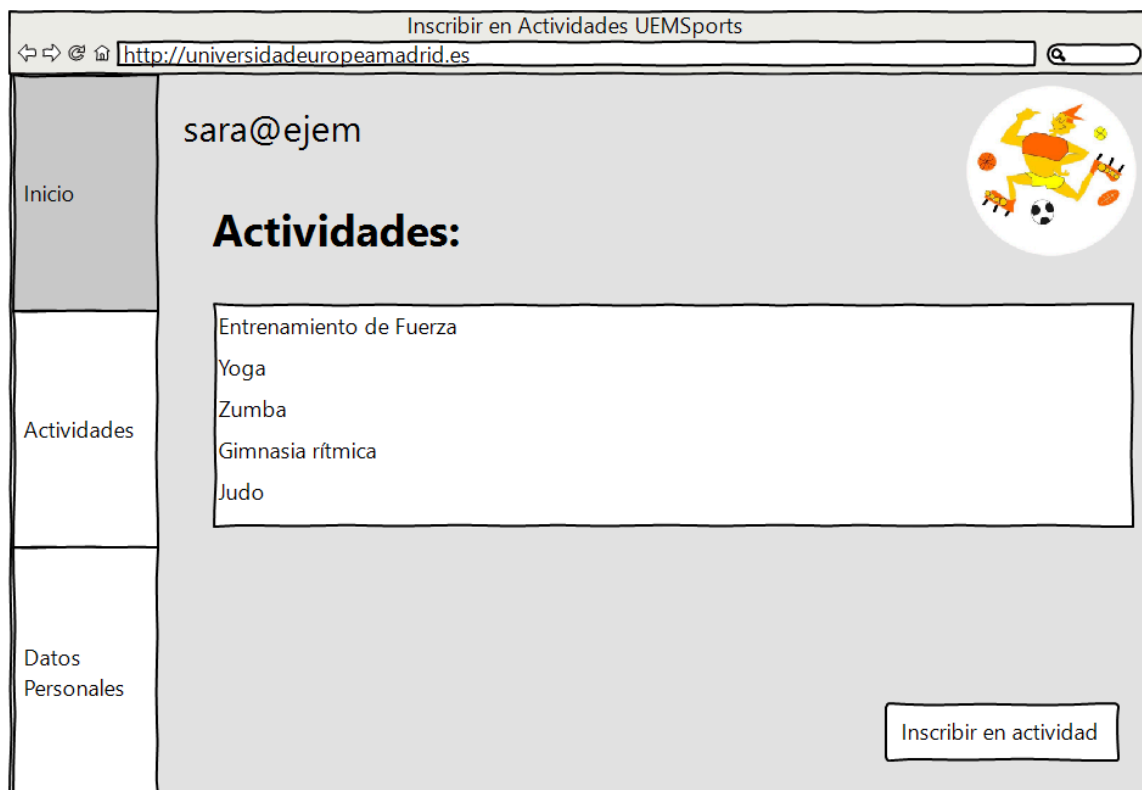 Inscribir en Actividades UEMSports
http://universidadeuropeamadrid.es
sara@ejem
Inicio
Actividades:
Entrenamiento de Fuerza
Yoga
Zumba
Gimnasia rítmica
Judo
Actividades
Datos
Personales
Inscribir en actividad